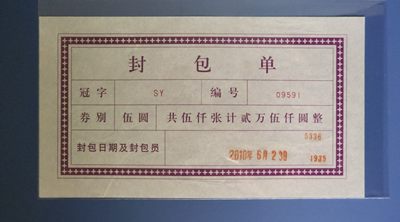 封包单
冠字 SY 编号 09591
券别 伍圆 共伍仟张计贰万伍仟圆整
0336
封包日期及封包员 2010年 6月 23日 1935